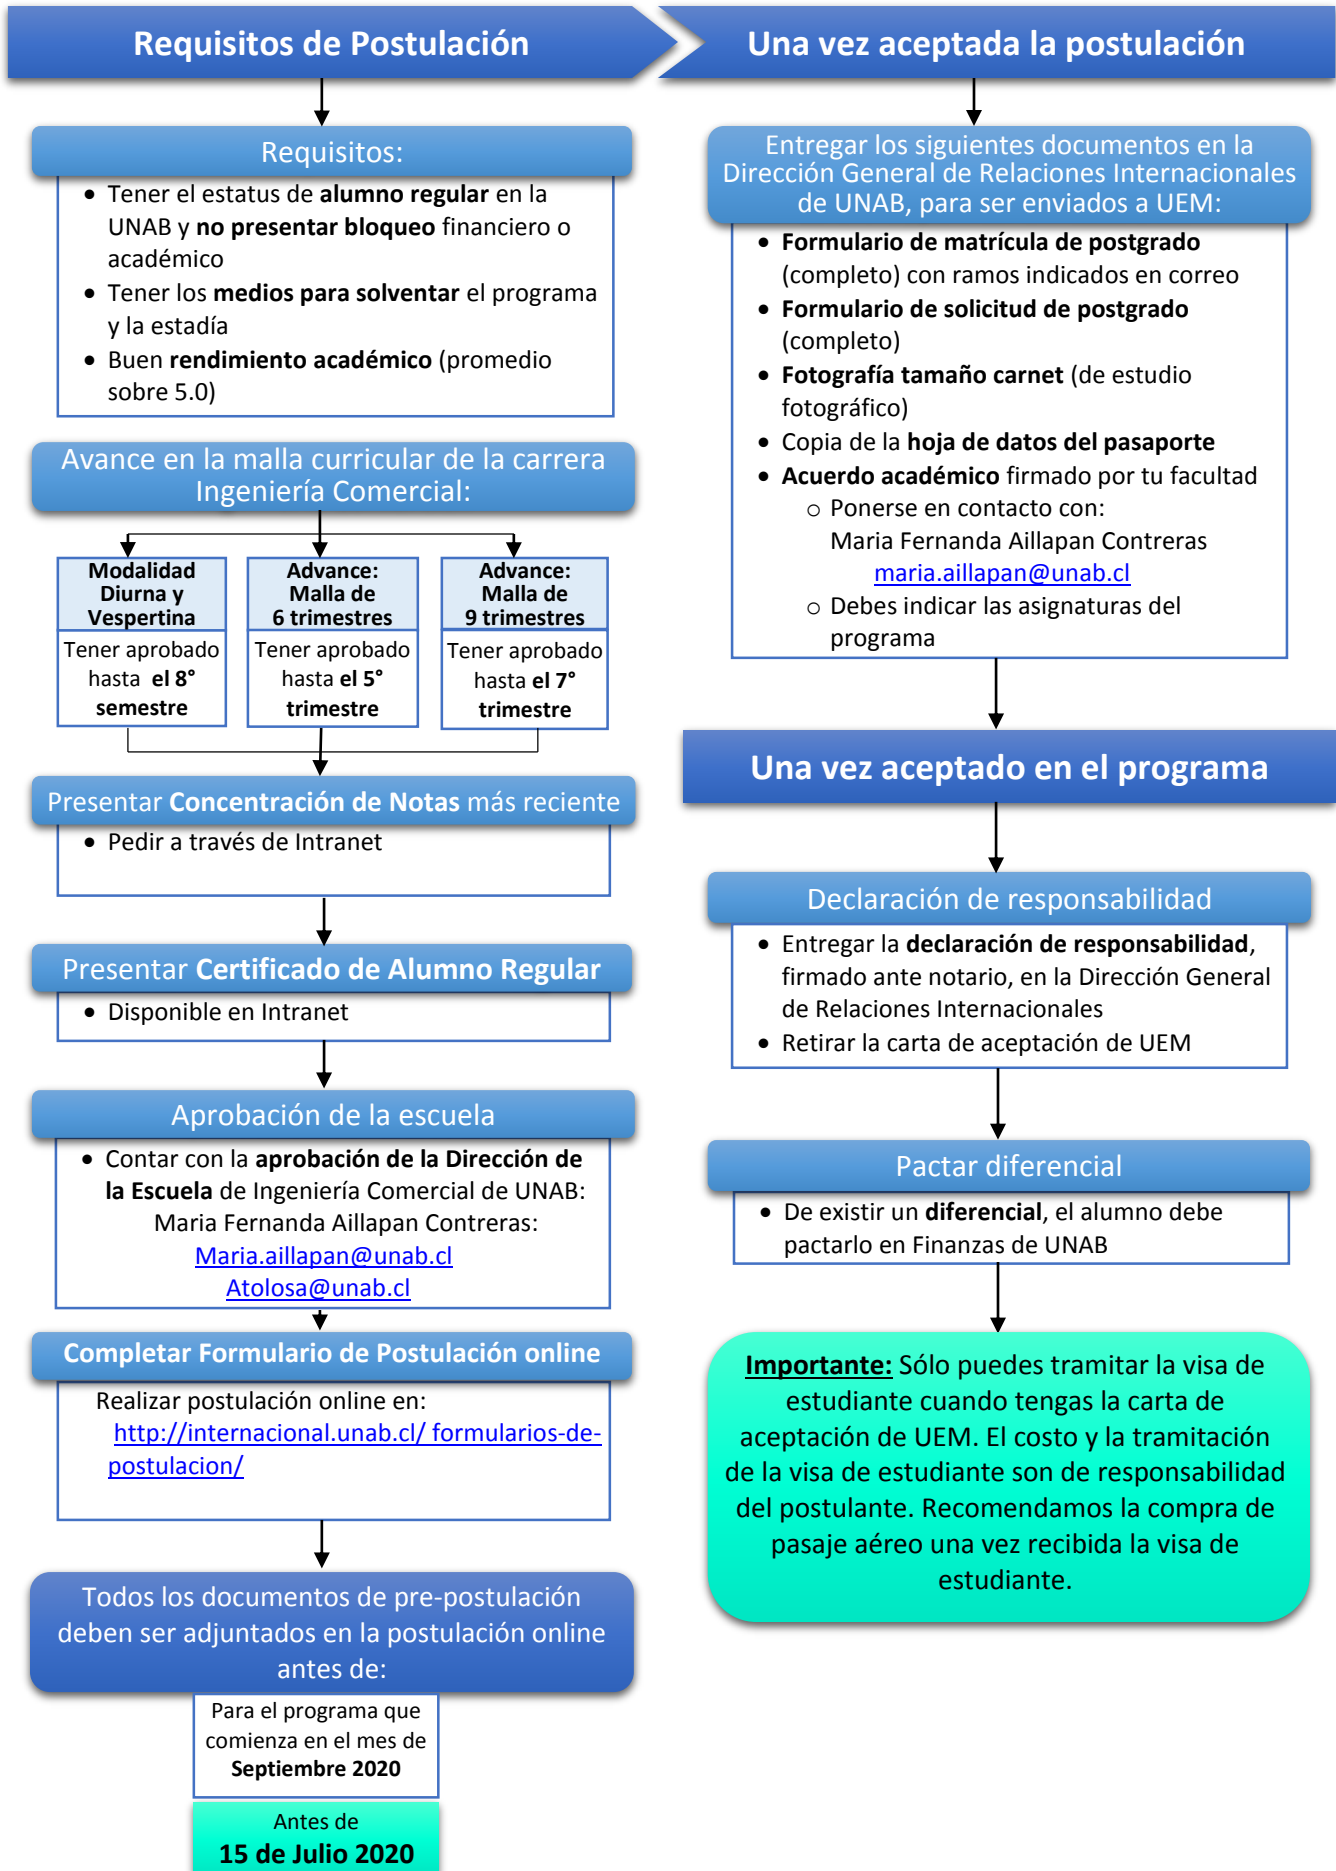 Requisitos de Postulación
Requisitos:
• Tener el estatus de alumno regular en la
UNAB y no presentar bloqueo financiero o
académico
• Tener los medios para solventar el programa
y la estadía
• Buen rendimiento académico (promedio
sobre 5.0)
Avance en la malla curricular de la carrera
Ingeniería Comercial:
Modalidad
Diurna y
Vespertina
Tener aprobado
hasta el 8°
semestre
Advance:
Malla de
6 trimestres
Tener aprobado
hasta el 5°
trimestre
Advance:
Malla de
9 trimestres
Tener aprobado
hasta el 7°
trimestre
Presentar Concentración de Notas más reciente
• Pedir a través de Intranet
Presentar Certificado de Alumno Regular
• Disponible en Intranet
Aprobación de la escuela
• Contar con la aprobación de la Dirección de
la Escuela de Ingeniería Comercial de UNAB:
Maria Fernanda Aillapan Contreras:
Maria.aillapan@unab.cl
Atolosa@unab.cl
Completar Formulario de Postulación online
Realizar postulación online en:
http://internacional.unab.cl/ formularios-de-
postulacion/
Todos los documentos de pre-postulación
deben ser adjuntados en la postulación online
antes de:
Para el programa que
comienza en el mes de
Septiembre 2020
Antes de
15 de Julio 2020
Una vez aceptada la postulación
Entregar los siguientes documentos en la
Dirección General de Relaciones Internacionales
de UNAB, para ser enviados a UEM:
• Formulario de matrícula de postgrado
(completo) con ramos indicados en correo
• Formulario de solicitud de postgrado
(completo)
• Fotografía tamaño carnet (de estudio
fotográfico)
• Copia de la hoja de datos del pasaporte
• Acuerdo académico firmado por tu facultad
o Ponerse en contacto con:
Maria Fernanda Aillapan Contreras
maria.aillapan@unab.cl
o Debes indicar las asignaturas del
programa
Una vez aceptado en el programa
Declaración de responsabilidad
• Entregar la declaración de responsabilidad,
firmado ante notario, en la Dirección General
de Relaciones Internacionales
• Retirar la carta de aceptación de UEM
Pactar diferencial
• De existir un diferencial, el alumno debe
pactarlo en Finanzas de UNAB
Importante: Sólo puedes tramitar la visa de
estudiante cuando tengas la carta de
aceptación de UEM. El costo y la tramitación
de la visa de estudiante son de responsabilidad
del postulante. Recomendamos la compra de
pasaje aéreo una vez recibida la visa de
estudiante.